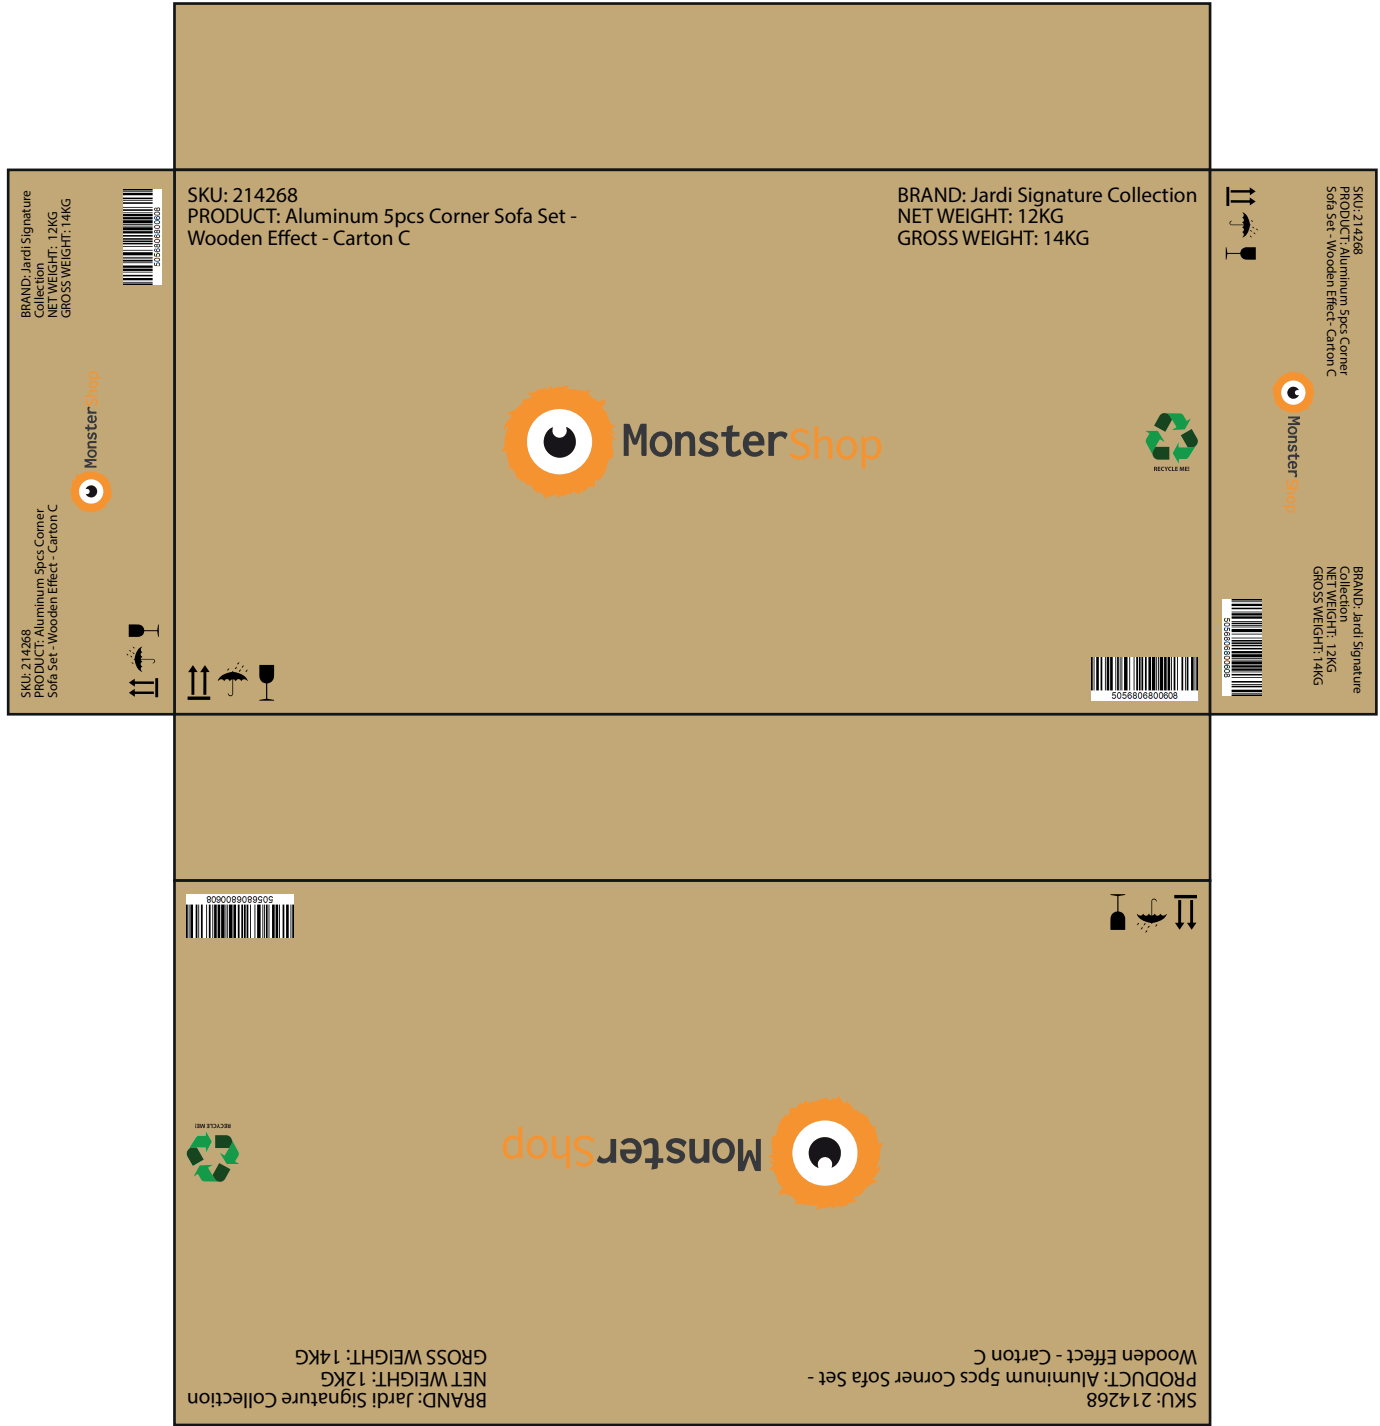 SKU: 214268
PRODUCT: Aluminum 5pcs Corner Sofa Set -
Wooden Effect - Carton C
BRAND: Jardi Signature Collection
NET WEIGHT: 12KG
GROSS WEIGHT: 14KG
MonsterShop
RECYCLE ME!
5056806800608
BRAND: Jardi Signature
Collection
NET WEIGHT: 12KG
GROSS WEIGHT: 14KG
5056806800608
MonsterShop
SKU: 214268
PRODUCT: Aluminum 5pcs Corner
Sofa Set - Wooden Effect - Carton C
SKU: 214268
PRODUCT: Aluminum 5pcs Corner
Sofa Set - Wooden Effect- Carton C
MonsterShop
BRAND: Jardi Signature
Collection
NET WEIGHT: 12KG
GROSS WEIGHT: 14KG
5056806800608
SKU: 214268
PRODUCT: Aluminum 5pcs Corner Sofa Set -
Wooden Effect - Carton C
BRAND: Jardi Signature Collection
NET WEIGHT: 12KG
GROSS WEIGHT: 14KG
MonsterShop
RECYCLE ME!
5056806800608